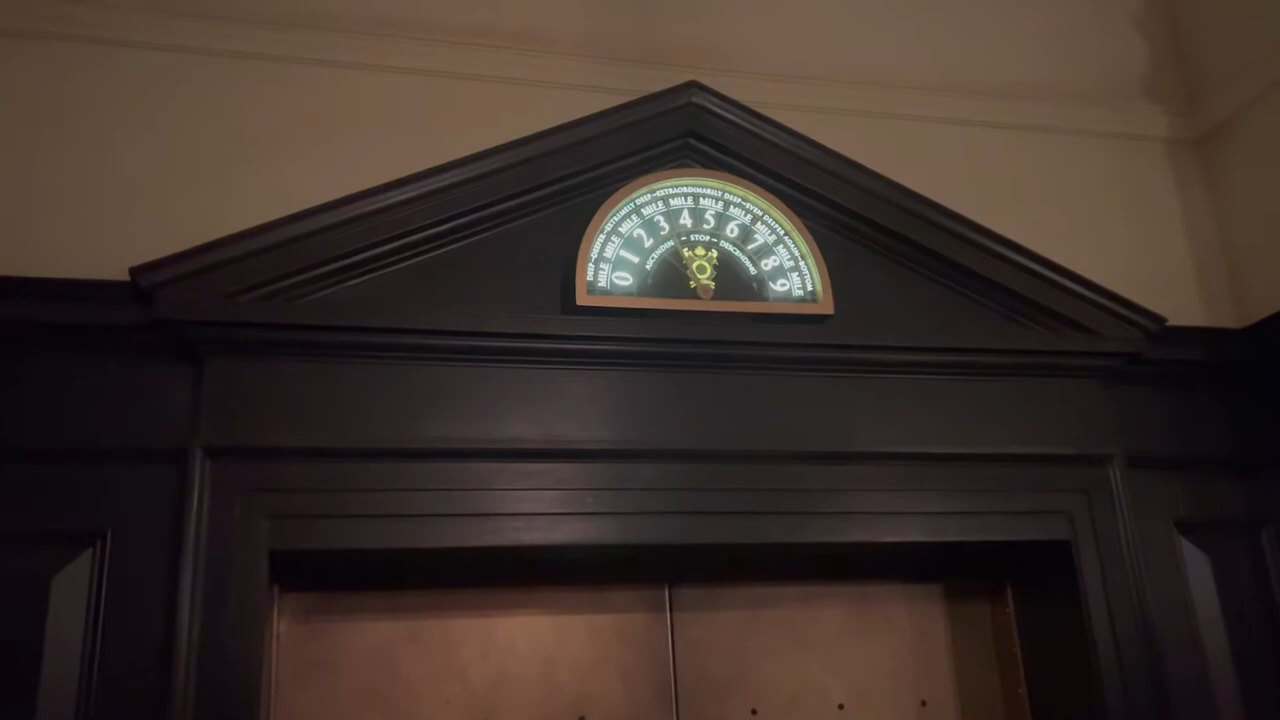 DEEP–DEEPER–EXTREMELY DEEP–EXTRAORDINARILY DEEP–EVEN DEEPER AGAIN–BOTTOM
MILE MILE MILE MILE MILE MILE MILE MILE MILE MILE
0 1 2 3 4 5 6 7 8 9
ASCENDING – STOP – DESCENDING